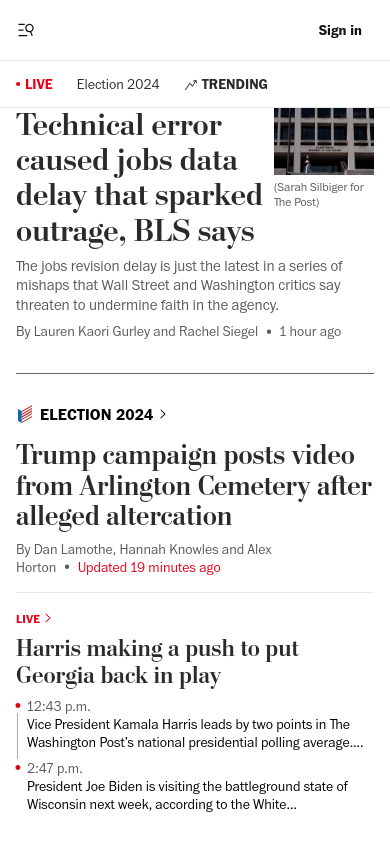 Sign in
LIVE
Election 2024
TRENDING
Technical error
caused jobs data
delay that sparked
outrage, BLS says
(Sarah Silbiger for
The Post)
The jobs revision delay is just the latest in a series of
mishaps that Wall Street and Washington critics say
threaten to undermine faith in the agency.
By Lauren Kaori Gurley and Rachel Siegel • 1 hour ago
ELECTION 2024
Trump campaign posts video
from Arlington Cemetery after
alleged altercation
By Dan Lamothe, Hannah Knowles and Alex
Horton • Updated 19 minutes ago
LIVE
Harris making a push to put
Georgia back in play
12:43 p.m.
Vice President Kamala Harris leads by two points in The
Washington Post's national presidential polling average....
2:47 p.m.
President Joe Biden is visiting the battleground state of
Wisconsin next week, according to the White...